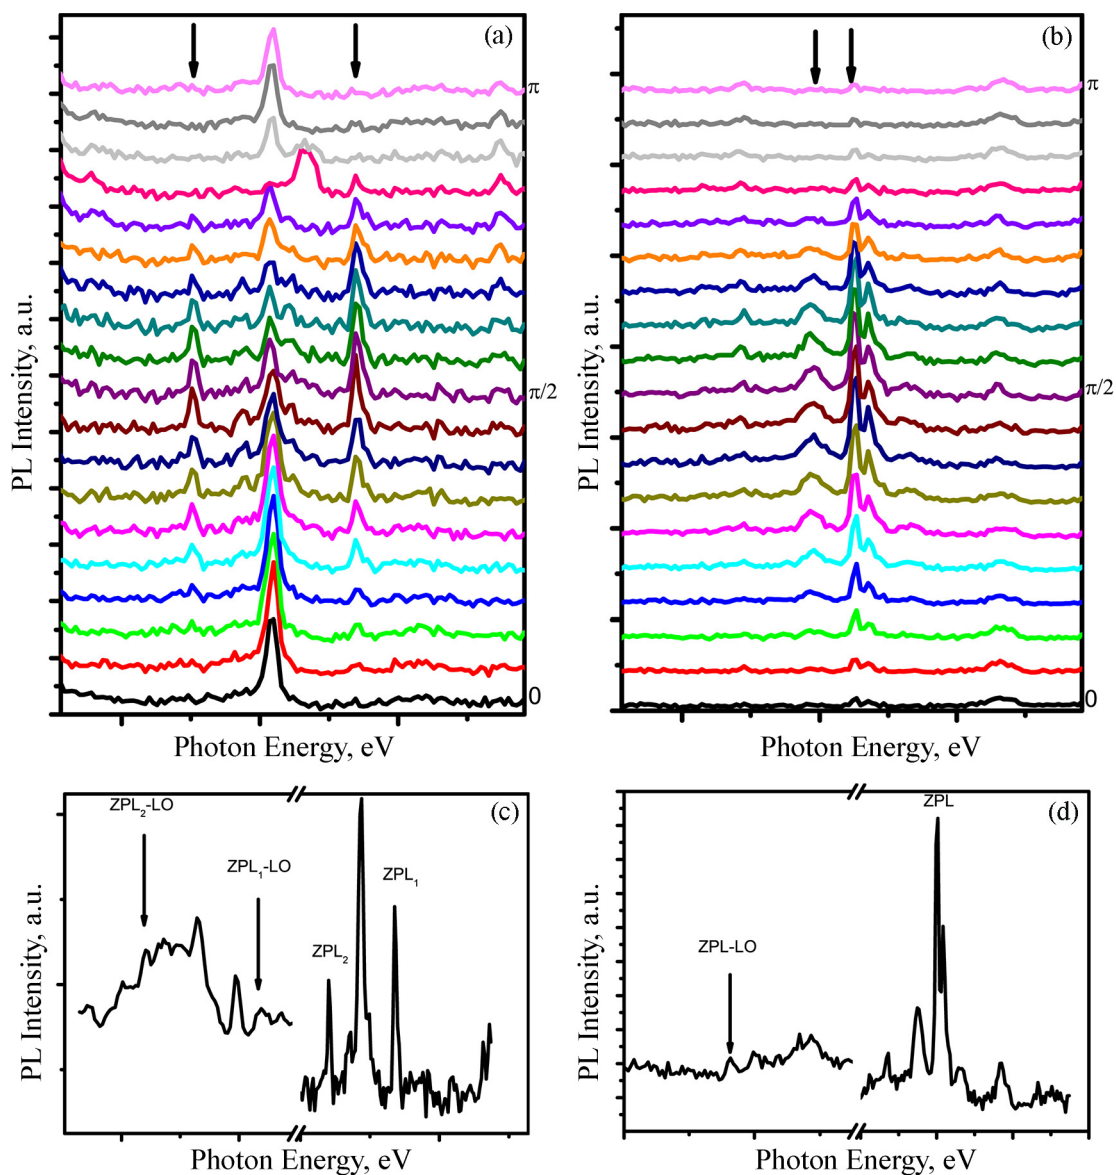 (a)
π
π/2
0
PL Intensity, a.u.
Photon Energy, eV
(b)
π
π/2
0
PL Intensity, a.u.
Photon Energy, eV
(c)
ZPL₂-LO
ZPL₁-LO
ZPL₁
ZPL₂
PL Intensity, a.u.
Photon Energy, eV
(d)
ZPL
ZPL-LO
PL Intensity, a.u.
Photon Energy, eV